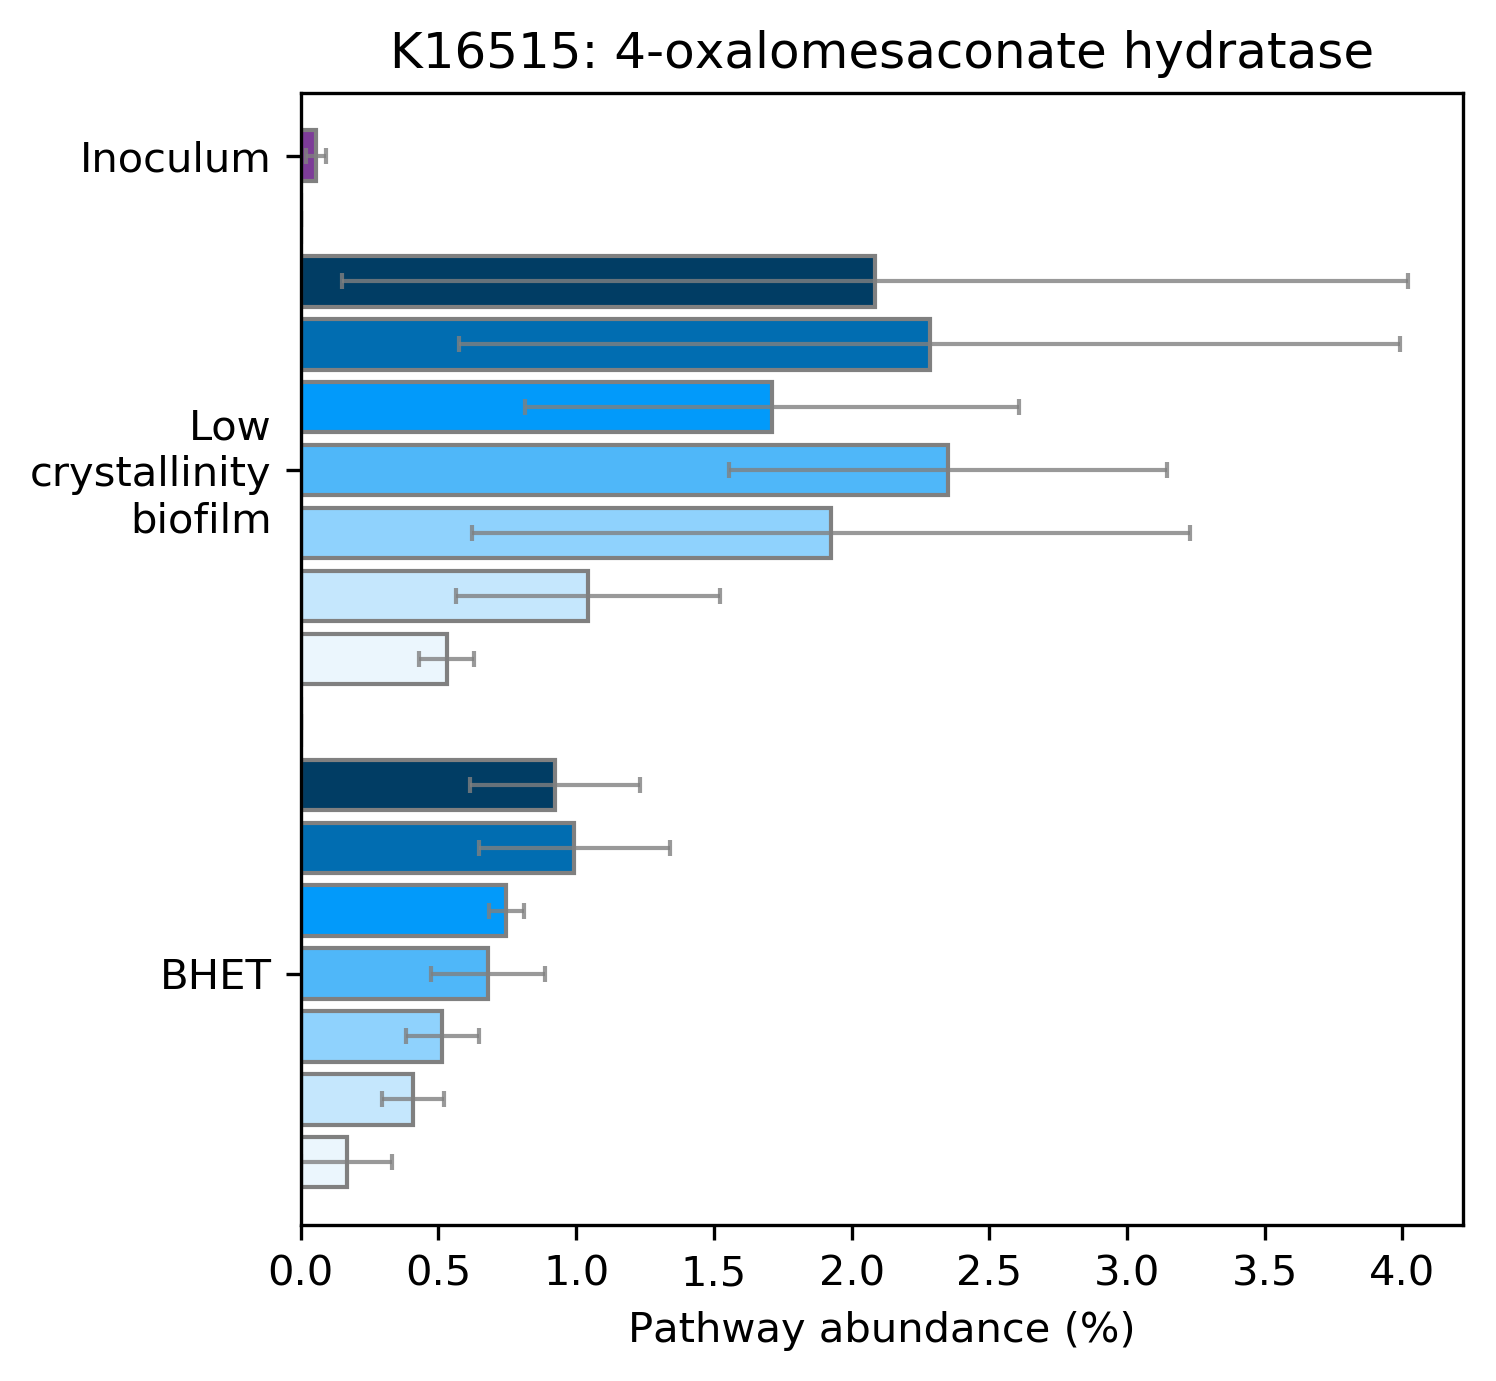 K16515: 4-oxalomesaconate hydratase
Inoculum
Low
crystallinity
biofilm
BHET
0.0 0.5 1.0 1.5 2.0 2.5 3.0 3.5 4.0
Pathway abundance (%)